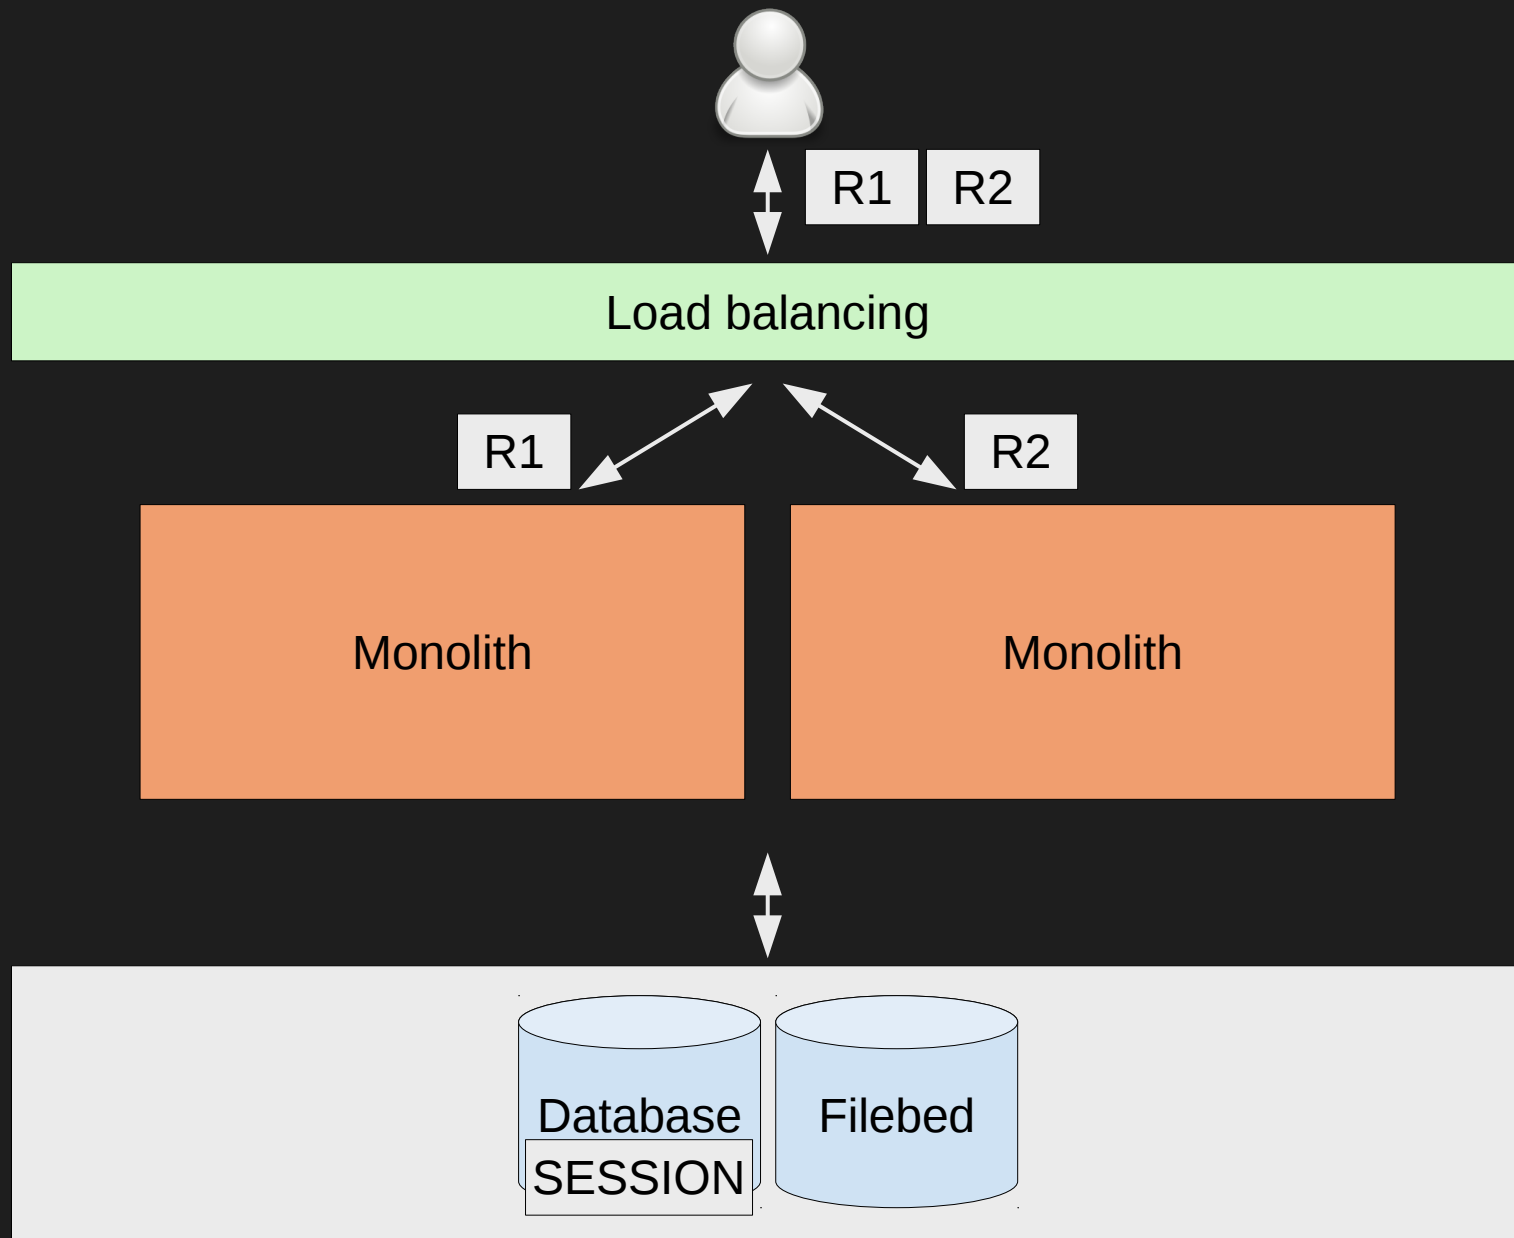 R1 R2
Load balancing
R1 R2
Monolith Monolith
Database Filebed
SESSION